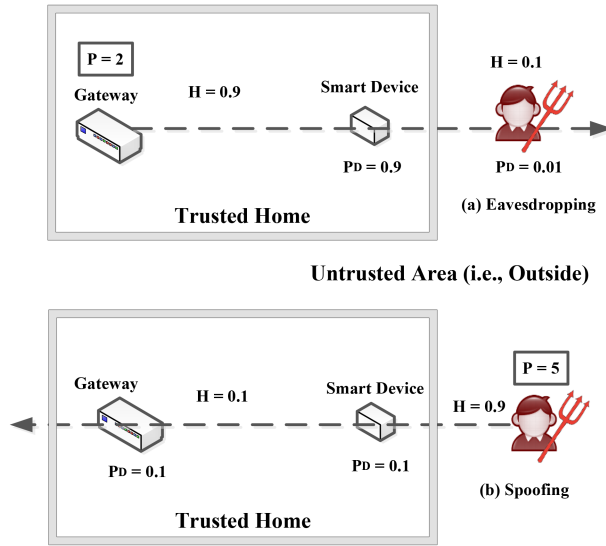 P = 2
H = 0.1
Gateway
H = 0.9
Smart Device
PD = 0.9
PD = 0.01
Trusted Home
(a) Eavesdropping
Untrusted Area (i.e., Outside)
P = 5
Gateway
Smart Device
H = 0.1
H = 0.9
PD = 0.1
PD = 0.1
(b) Spoofing
Trusted Home